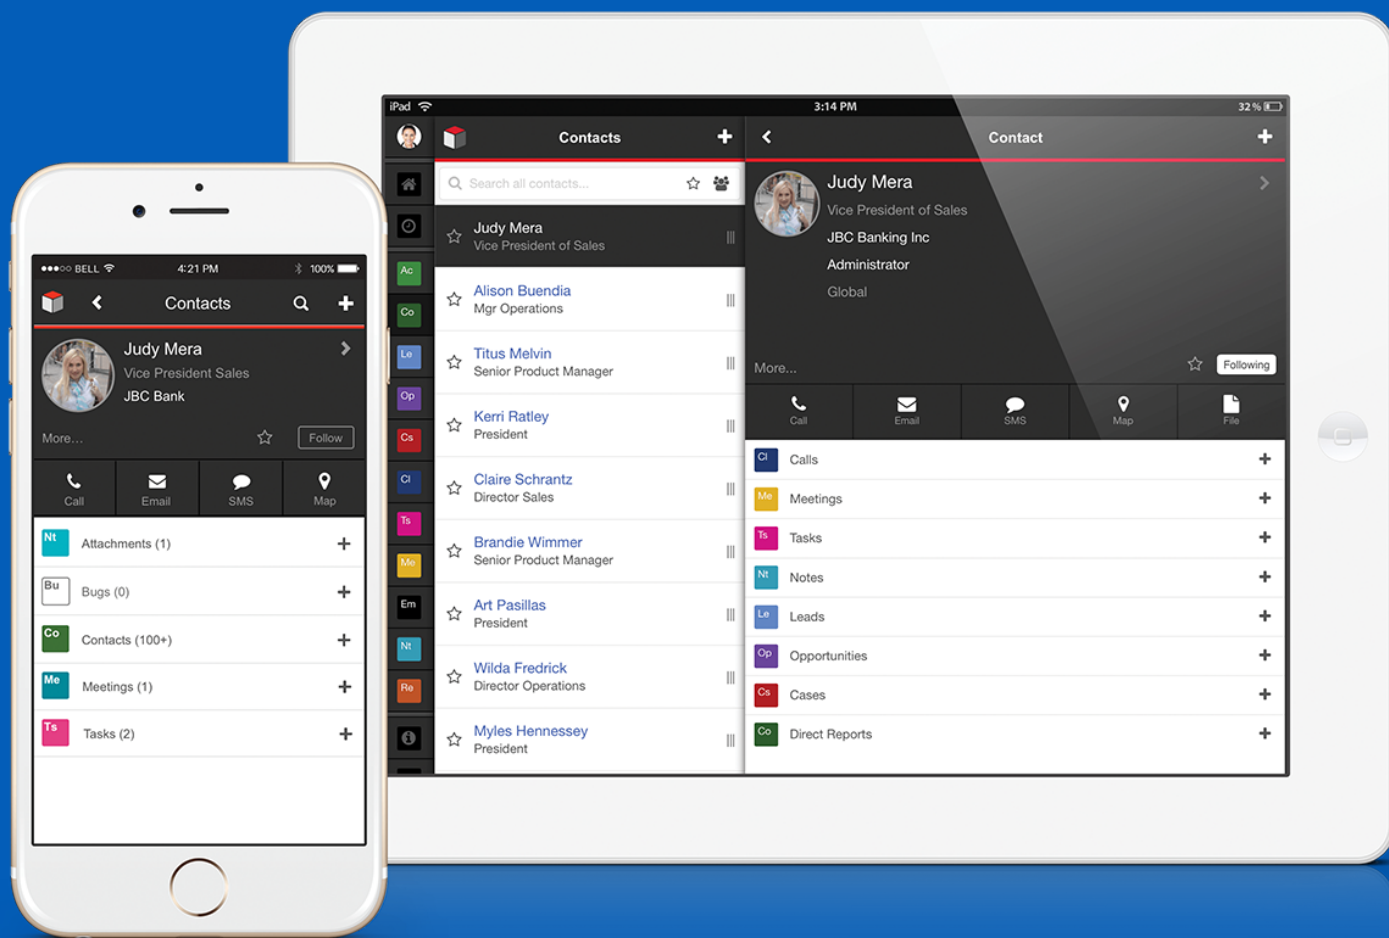 iPad
3:14 PM
32%
Contacts
Contact
Search all contacts...
Judy Mera
Vice President of Sales
Alison Buendia
Mgr Operations
Titus Melvin
Senior Product Manager
Kerri Ratley
President
Claire Schrantz
Director Sales
Brandie Wimmer
Senior Product Manager
Art Pasillas
President
Wilda Fredrick
Director Operations
Myles Hennessey
President
Ac
Co
Le
Op
Cs
Cl
Ts
Me
Em
Nt
Re
Judy Mera
Vice President of Sales
JBC Banking Inc
Administrator
Global
More...
Following
Call
Email
SMS
Map
File
Cl Calls
Me Meetings
Ts Tasks
Nt Notes
Le Leads
Op Opportunities
Cs Cases
Co Direct Reports
BELL
4:21 PM
100%
Contacts
Judy Mera
Vice President Sales
JBC Bank
More...
Follow
Call
Email
SMS
Map
Nt Attachments (1)
Bu Bugs (0)
Co Contacts (100+)
Me Meetings (1)
Ts Tasks (2)